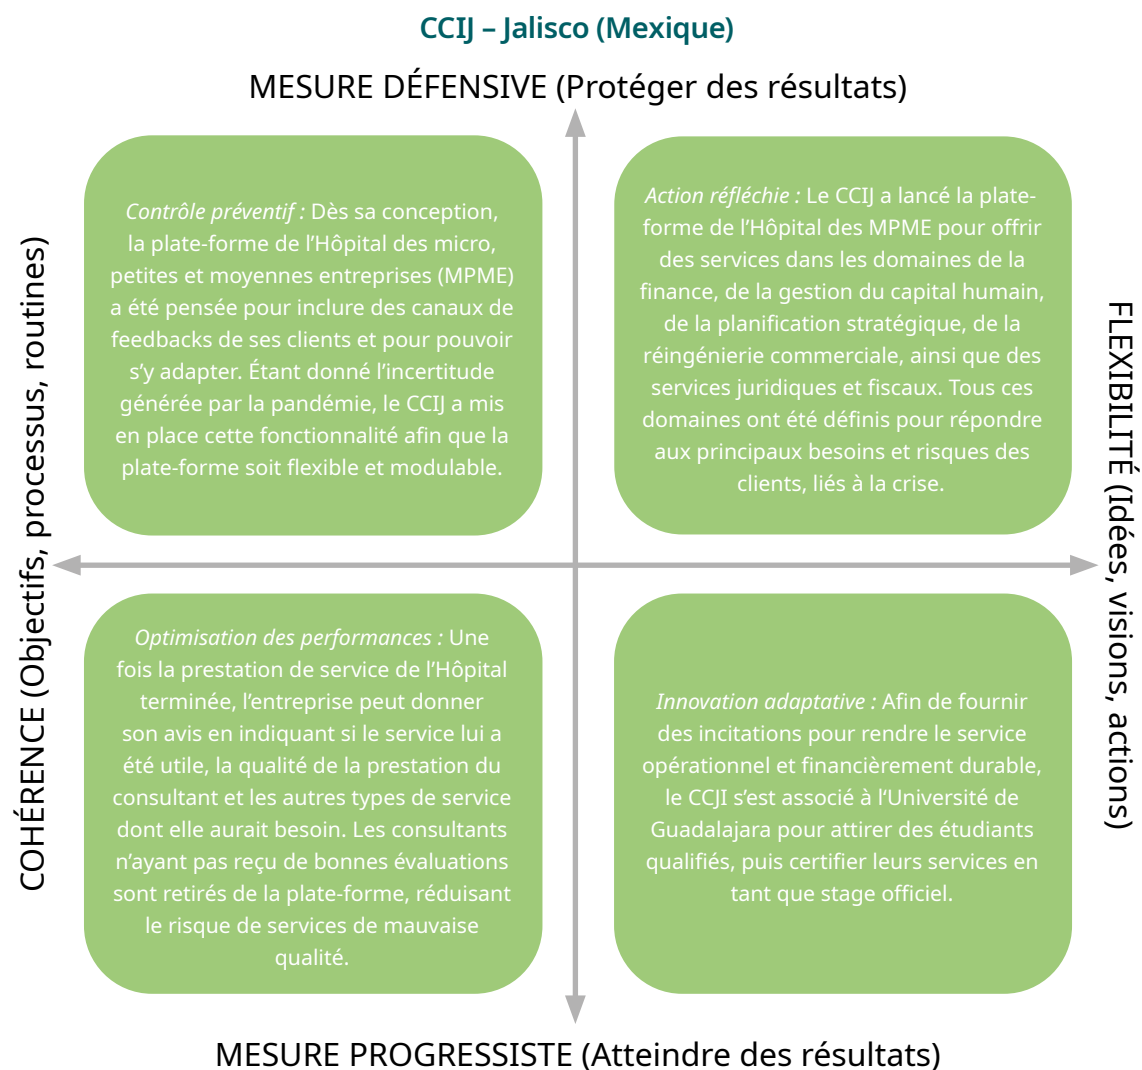 CCIJ – Jalisco (Mexique)
MESURE DÉFENSIVE (Protéger des résultats)
COHÉRENCE (Objectifs, processus, routines)
Contrôle préventif : Dès sa conception,
la plate-forme de l’Hôpital des micro,
petites et moyennes entreprises (MPME)
a été pensée pour inclure des canaux de
feedbacks de ses clients et pour pouvoir
s’y adapter. Étant donné l’incertitude
générée par la pandémie, le CCIJ a mis
en place cette fonctionnalité afin que la
plate-forme soit flexible et modulable.
Action réfléchie : Le CCIJ a lancé la plate-
forme de l’Hôpital des MPME pour offrir
des services dans les domaines de la
finance, de la gestion du capital humain,
de la planification stratégique, de la
réingénierie commerciale, ainsi que des
services juridiques et fiscaux. Tous ces
domaines ont été définis pour répondre
aux principaux besoins et risques des
clients, liés à la crise.
FLEXIBILITÉ (Idées, visions, actions)
Optimisation des performances : Une
fois la prestation de service de l’Hôpital
terminée, l’entreprise peut donner
son avis en indiquant si le service lui a
été utile, la qualité de la prestation du
consultant et les autres types de service
dont elle aurait besoin. Les consultants
n’ayant pas reçu de bonnes évaluations
sont retirés de la plate-forme, réduisant
le risque de services de mauvaise
qualité.
Innovation adaptative : Afin de fournir
des incitations pour rendre le service
opérationnel et financièrement durable,
le CCJI s’est associé à l‘Université de
Guadalajara pour attirer des étudiants
qualifiés, puis certifier leurs services en
tant que stage officiel.
MESURE PROGRESSISTE (Atteindre des résultats)